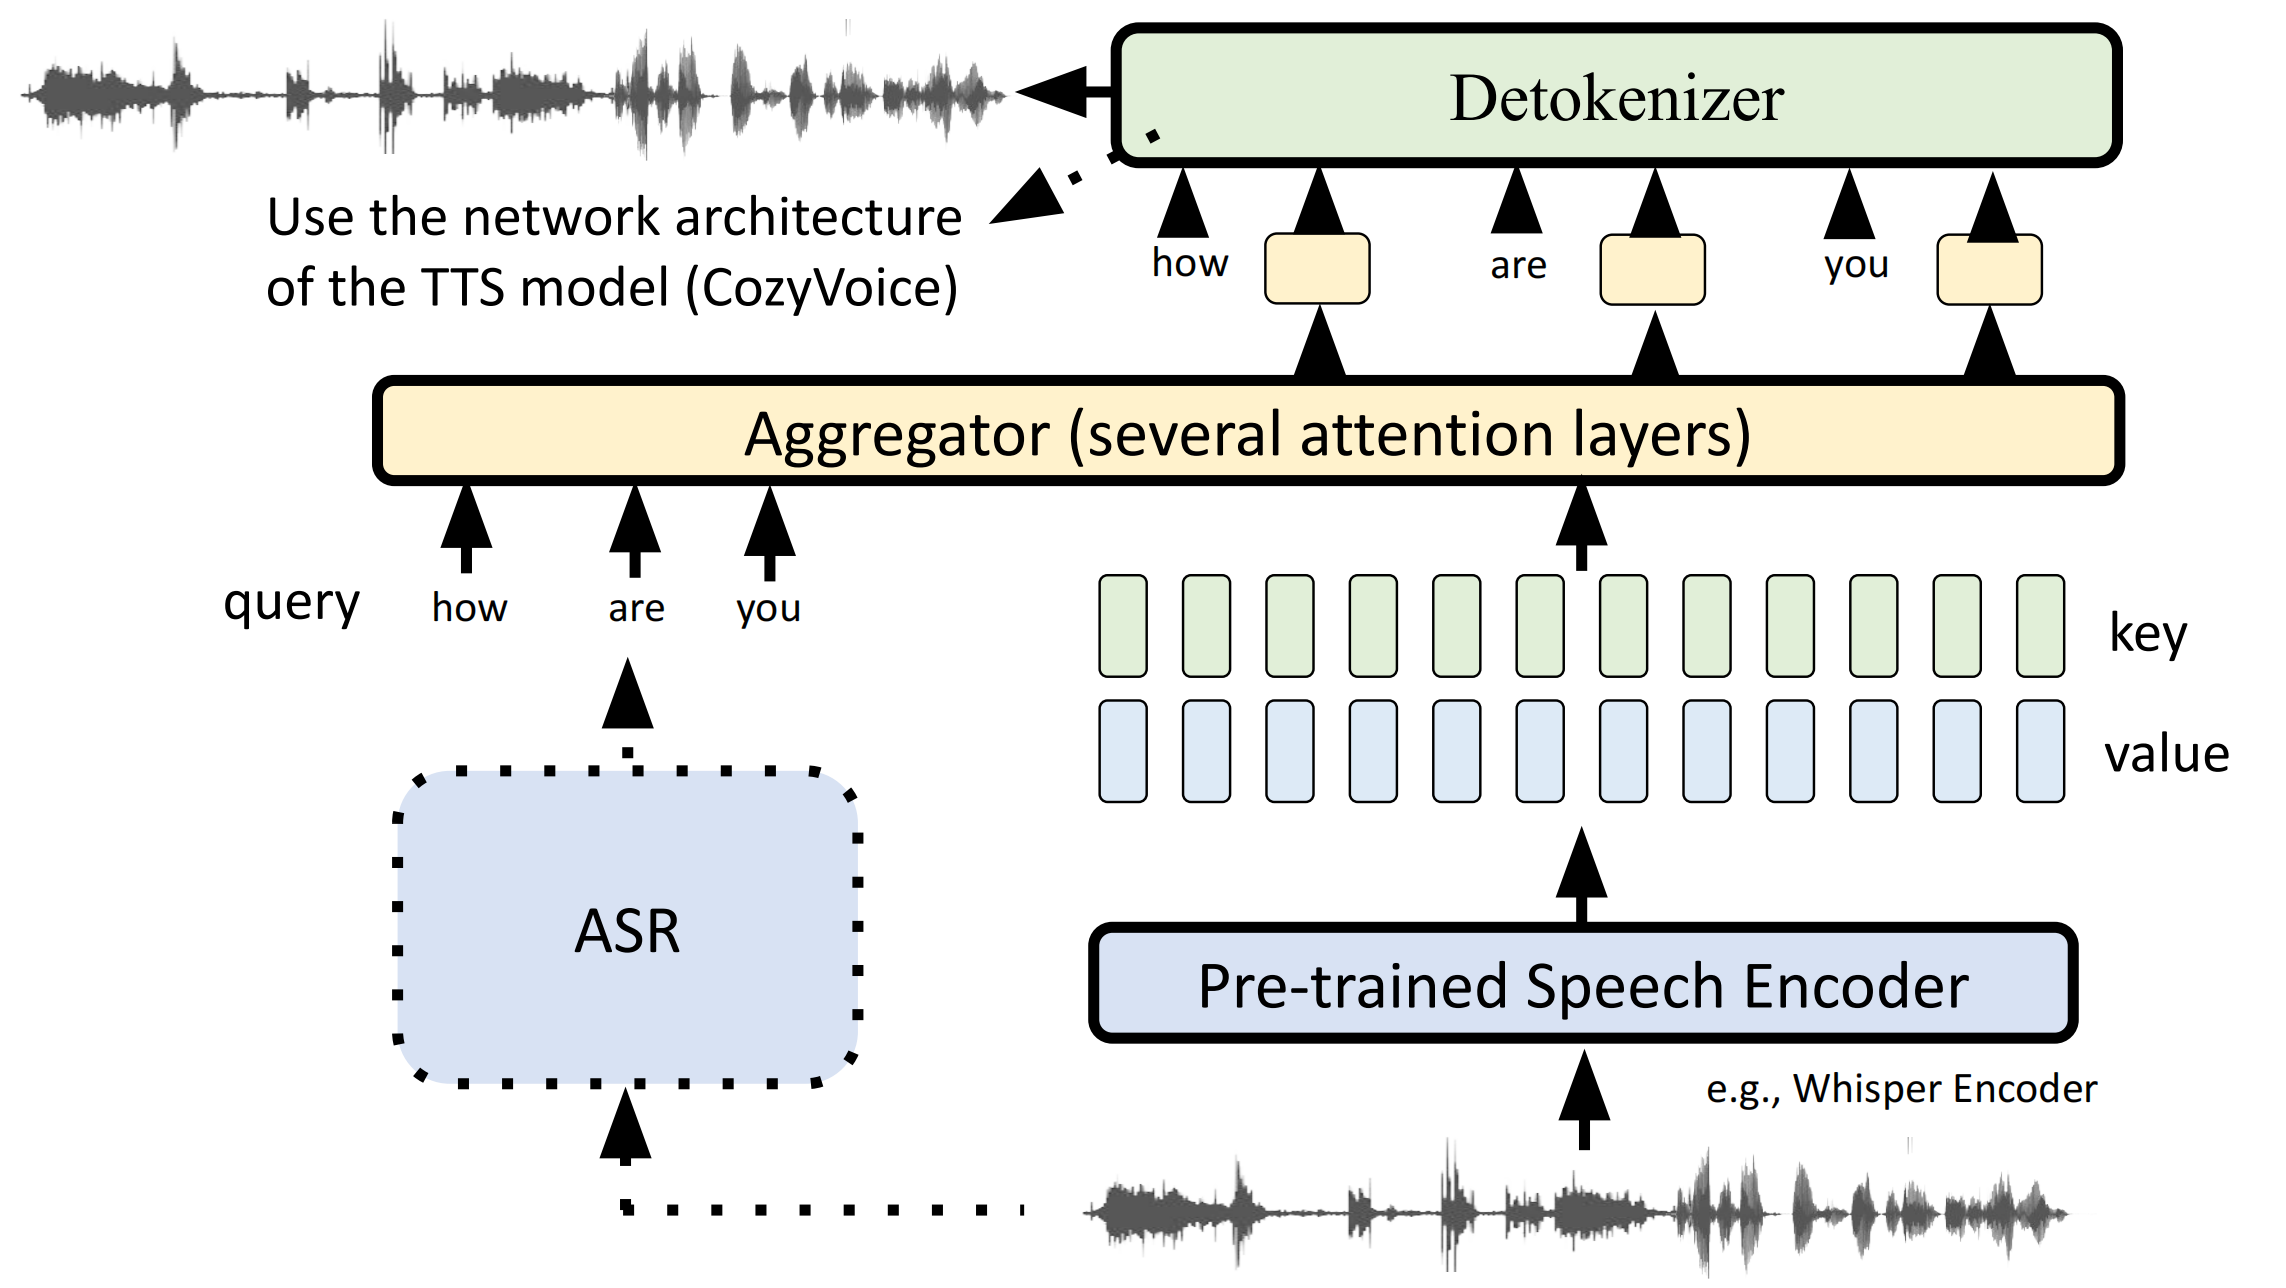 Detokenizer
Use the network architecture
of the TTS model (CozyVoice)
how are you
Aggregator (several attention layers)
query how are you
key
value
ASR
Pre-trained Speech Encoder
e.g., Whisper Encoder